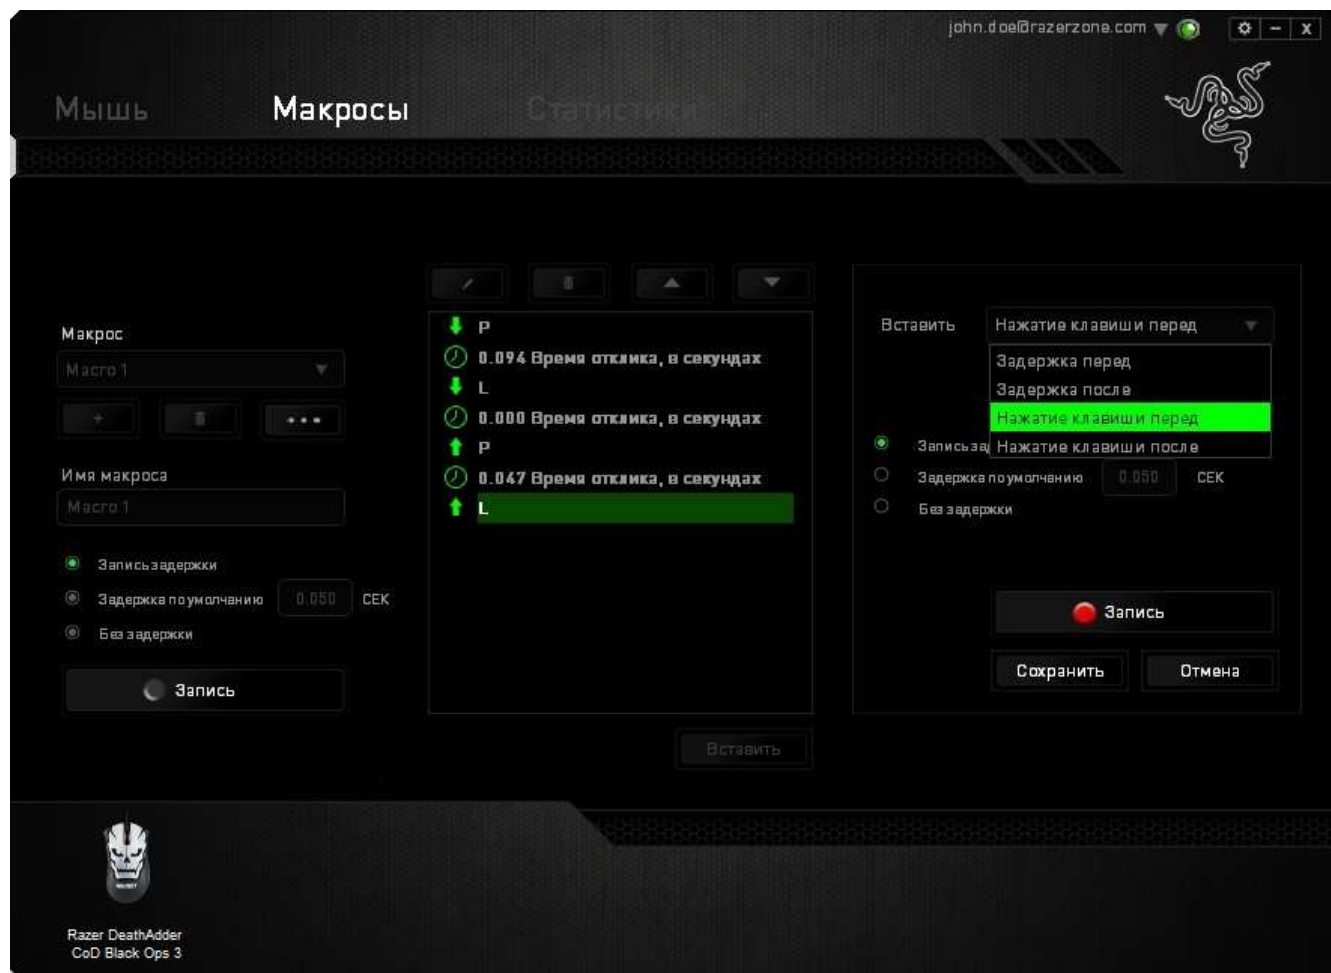 john.doe@razerzone.com
Мышь
Макросы
Статистики
Макрос
Macro 1
Имя макроса
Macro 1
Запись задержки
Задержка по умолчанию 0.050 СЕК
Без задержки
Запись
P
0.094 Время отклика, в секундах
L
0.000 Время отклика, в секундах
P
0.047 Время отклика, в секундах
L
Вставить
Вставить Нажатие клавиши перед
Задержка перед
Задержка после
Нажатие клавиши перед
Нажатие клавиши после
Запись за
Задержка по умолчанию 0.050 СЕК
Без задержки
Запись
Сохранить
Отмена
Razer DeathAdder
CoD Black Ops 3